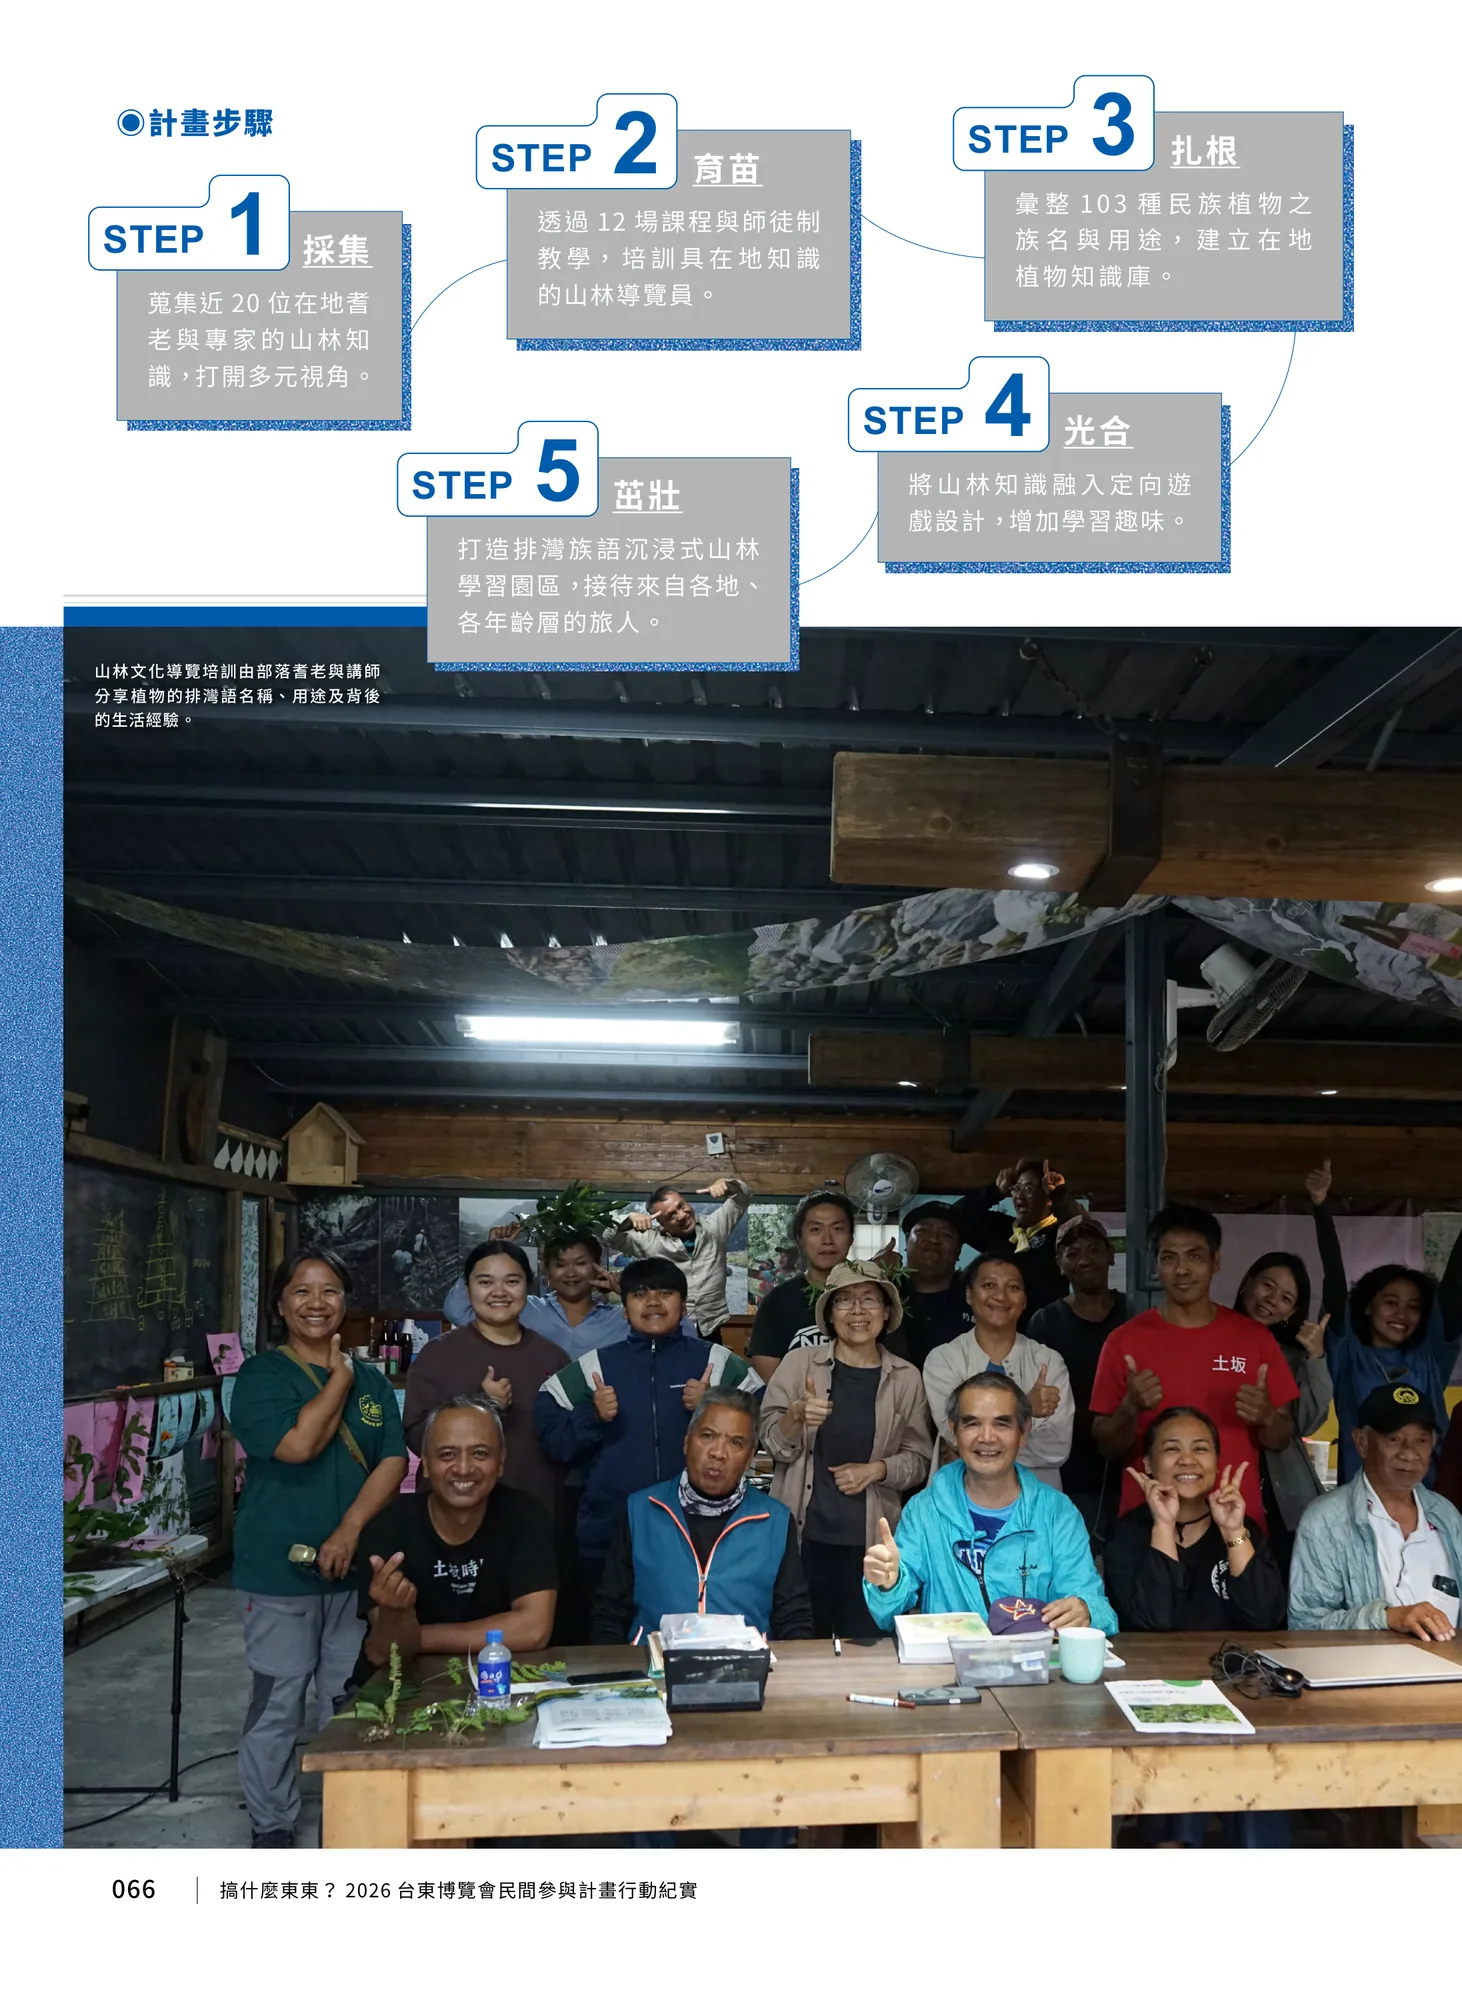 計畫步驟
STEP 1 採集
蒐集近 20 位在地耆
老與專家的山林知
識，打開多元視角。
STEP 2 育苗
透過 12 場課程與師徒制
教學，培訓具在地知識
的山林導覽員。
STEP 3 扎根
彙整 103 種民族植物之
族名與用途，建立在地
植物知識庫。
STEP 4 光合
將山林知識融入定向遊
戲設計，增加學習趣味。
STEP 5 茁壯
打造排灣族語沉浸式山林
學習園區，接待來自各地、
各年齡層的旅人。
山林文化導覽培訓由部落耆老與講師
分享植物的排灣語名稱、用途及背後
的生活經驗。
土坂
066
搞什麼東東？ 2026 台東博覽會民間參與計畫行動紀實